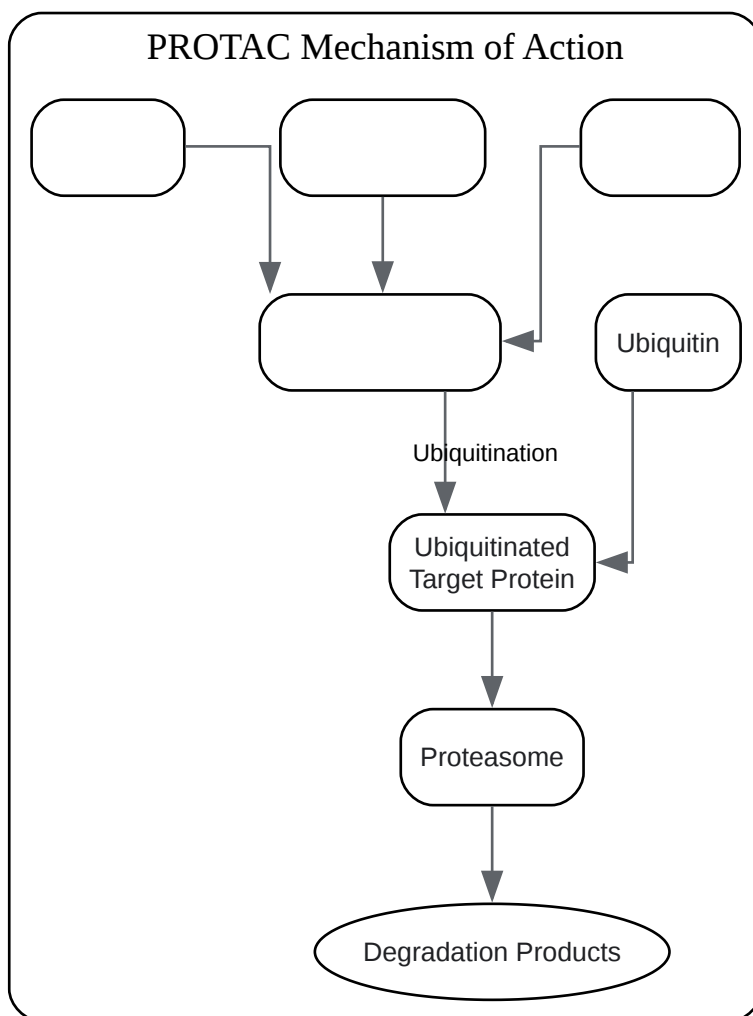 PROTAC Mechanism of Action
Ubiquitin
Ubiquitination
Ubiquitinated
Target Protein
Proteasome
Degradation Products